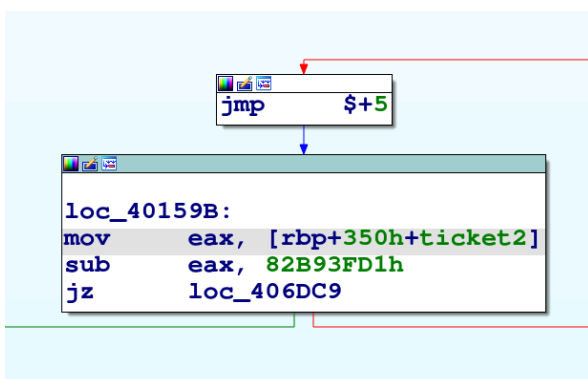 jmp $+5
loc_40159B:
mov eax, [rbp+350h+ticket2]
sub eax, 82B93FD1h
jz loc_406DC9